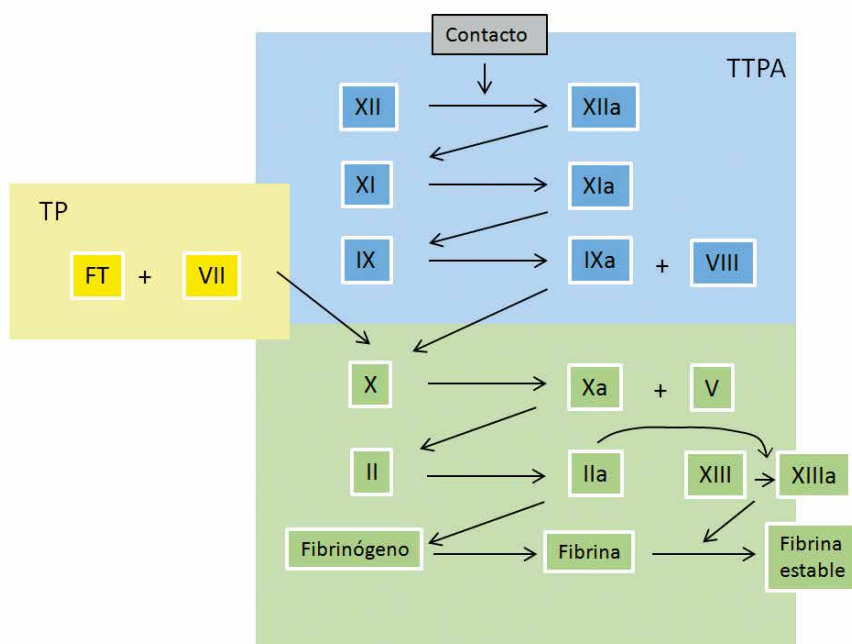 Contacto
TTPA
XII
XIIa
XI
XIa
TP
FT + VII
IX
IXa + VIII
X
Xa + V
II
IIa
XIII
XIIIa
Fibrinógeno
Fibrina
Fibrina
estable